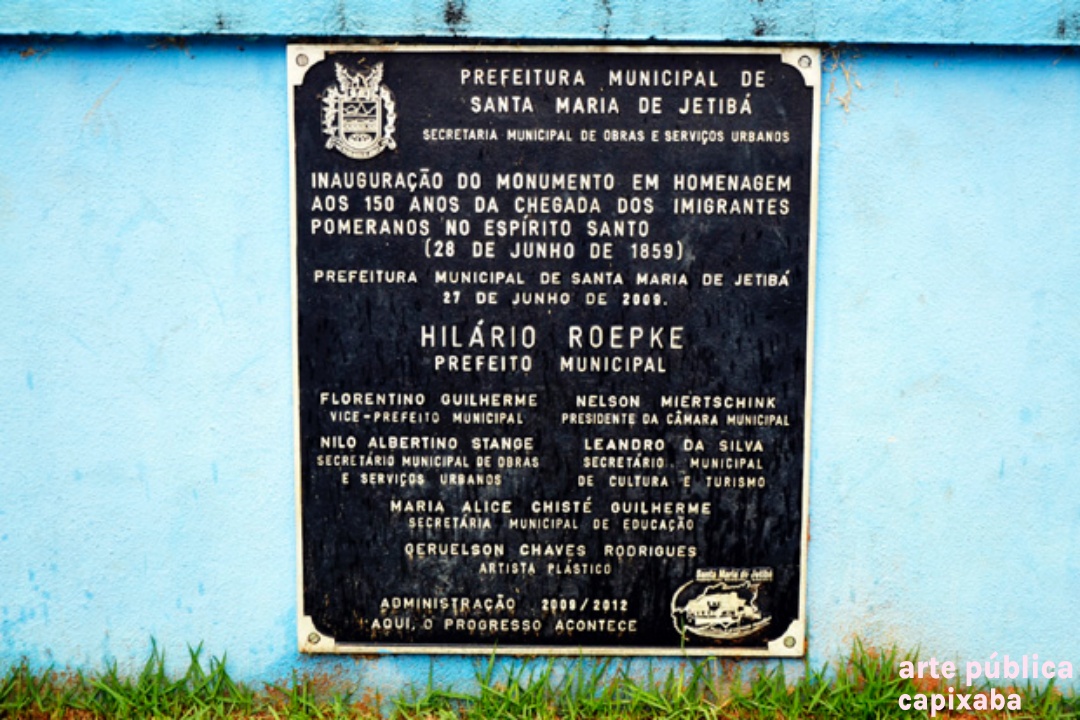 PREFEITURA MUNICIPAL DE
SANTA MARIA DE JETIBÁ
SECRETARIA MUNICIPAL DE OBRAS E SERVIÇOS URBANOS
INAUGURAÇÃO DO MONUMENTO EM HOMENAGEM
AOS 150 ANOS DA CHEGADA DOS IMIGRANTES
POMERANOS NO ESPÍRITO SANTO
(28 DE JUNHO DE 1859)
PREFEITURA MUNICIPAL DE SANTA MARIA DE JETIBÁ
27 DE JUNHO DE 2009.
HILÁRIO ROEPKE
PREFEITO MUNICIPAL
FLORENTINO GUILHERME
VICE-PREFEITO MUNICIPAL
NELSON MIERTSCHINK
PRESIDENTE DA CÂMARA MUNICIPAL
NILO ALBERTINO STANGE
SECRETÁRIO MUNICIPAL DE OBRAS
E SERVIÇOS URBANOS
LEANDRO DA SILVA
SECRETÁRIO MUNICIPAL
DE CULTURA E TURISMO
MARIA ALICE CHISTÉ GUILHERME
SECRETÁRIA MUNICIPAL DE EDUCAÇÃO
GERUELSON CHAVES RODRIGUES
ARTISTA PLÁSTICO
Santa Maria de Jetibá
ADMINISTRAÇÃO 2009/2012
AQUI, O PROGRESSO ACONTECE
arte pública
capixaba